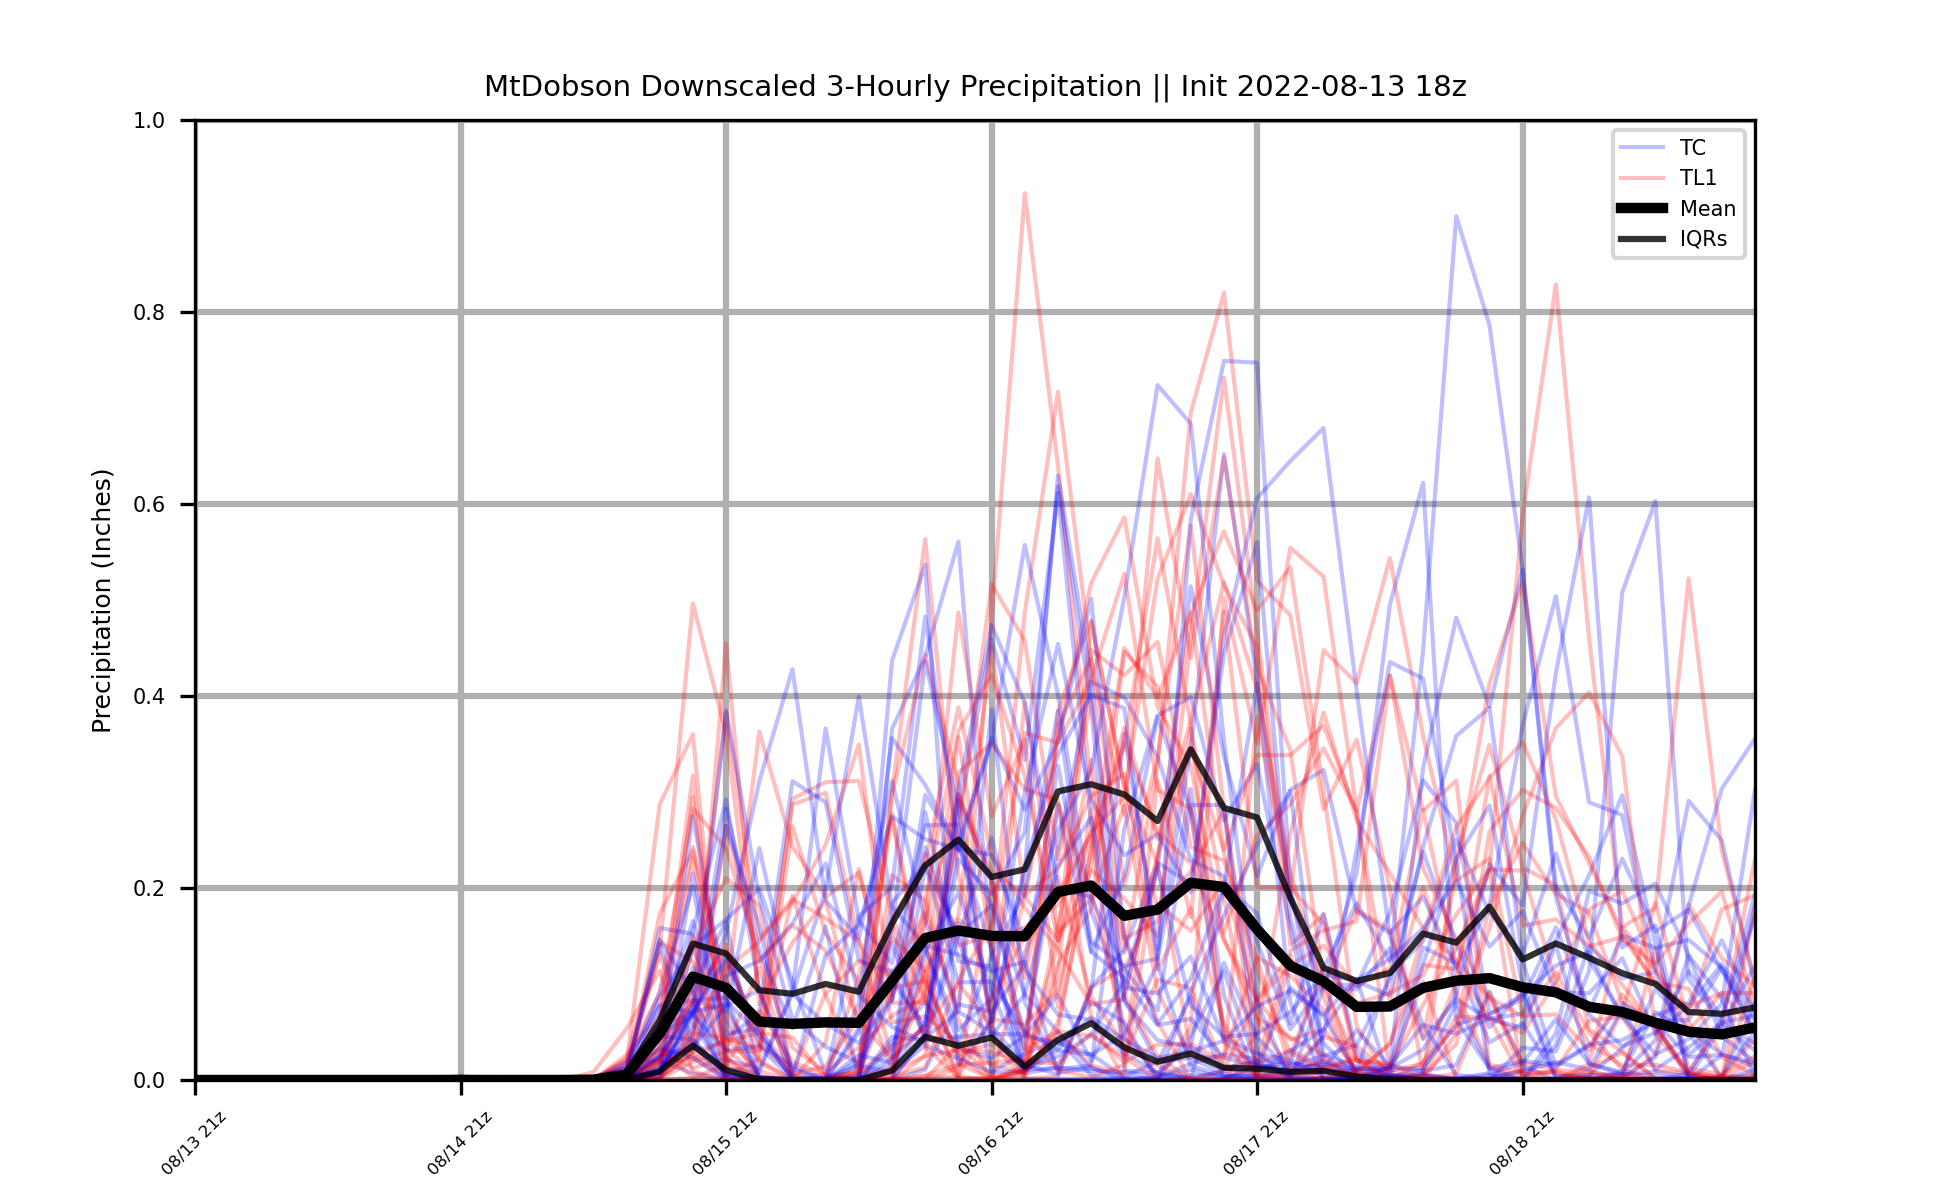 MtDobson Downscaled 3-Hourly Precipitation || Init 2022-08-13 18z
Precipitation (Inches)
1.0
0.8
0.6
0.4
0.2
0.0
TC
TL1
Mean
IQRs
08/13 21z
08/14 21z
08/15 21z
08/16 21z
08/17 21z
08/18 21z